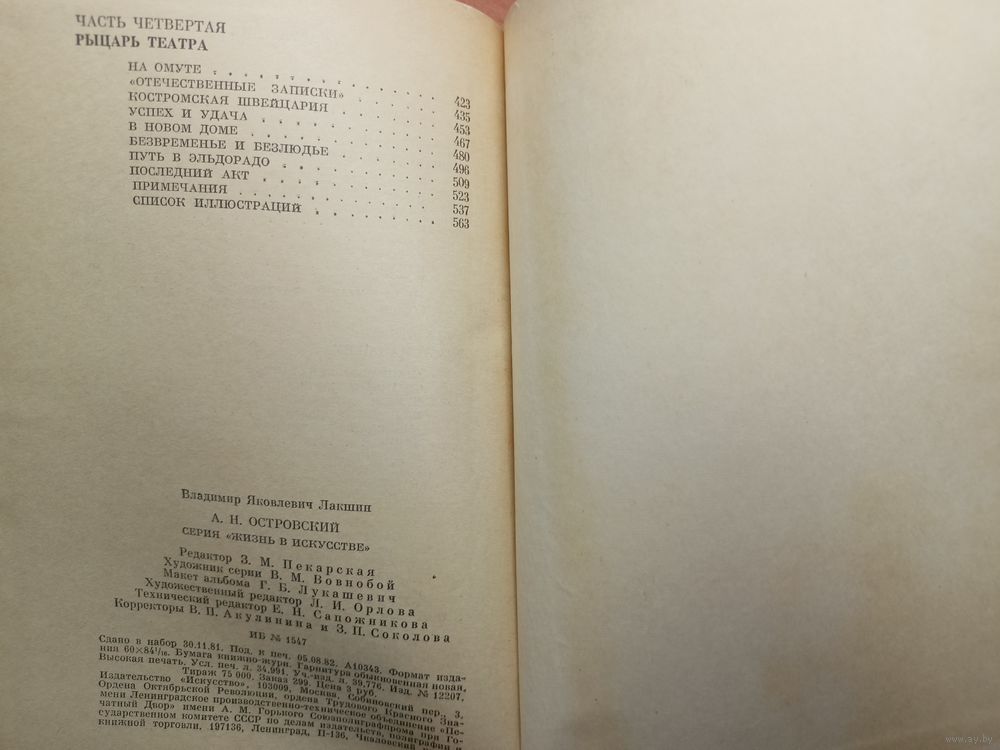 ЧАСТЬ ЧЕТВЕРТАЯ
РЫЦАРЬ ТЕАТРА
НА ОМУТЕ . . . . . . . . . . 423
«ОТЕЧЕСТВЕННЫЕ ЗАПИСКИ» . . . . . 435
КОСТРОМСКАЯ ШВЕЙЦАРИЯ . . . . . . 453
УСПЕХ И УДАЧА . . . . . . . . . 467
В НОВОМ ДОМЕ . . . . . . . . . 480
БЕЗВРЕМЕНЬЕ И БЕЗЛЮДЬЕ . . . . . . 496
ПУТЬ В ЭЛЬДОРАДО . . . . . . . . 509
ПОСЛЕДНИЙ АКТ . . . . . . . . . 523
ПРИМЕЧАНИЯ . . . . . . . . . . 537
СПИСОК ИЛЛЮСТРАЦИЙ . . . . . . . 563
Владимир Яковлевич Лакшин
А. Н. ОСТРОВСКИЙ
СЕРИЯ «ЖИЗНЬ В ИСКУССТВЕ»
Редактор З. М. Пекарская
Художник серии В. М. Вовнобой
Макет альбома Г. Б. Лукашевич
Художественный редактор Л. И. Орлова
Технический редактор Е. Н. Сапожникова
Корректоры В. П. Акулинина и З. П. Соколова
ИБ № 1547
Сдано в набор 30.11.81. Под. к печ. 05.08.82. А10343. Формат изда-
ния 60×84 1/16. Бумага книжно-журн. Гарнитура обыкновенная новая.
Высокая печать. Усл. печ. л. 34,991. Уч.-изд. л. 39,776. Изд. № 12207.
Тираж 75 000. Заказ 299. Цена 3 руб.
Издательство «Искусство», 103009, Москва, Собиновский пер., 3.
Ордена Октябрьской Революции, ордена Трудового Красного Зна-
мени Ленинградское производственно-техническое объединение «Пе-
чатный Двор» имени А. М. Горького Союзполиграфпрома при Го-
сударственном комитете СССР по делам издательств, полиграфии и
книжной торговли. 197136, Ленинград, П-136, Чкаловский
www.ay.by